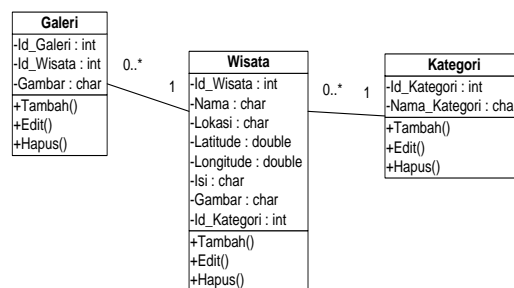 Galeri
-Id_Galeri : int
-Id_Wisata : int
-Gambar : char
+Tambah()
+Edit()
+Hapus()
0..*
1
Wisata
-Id_Wisata : int
-Nama : char
-Lokasi : char
-Latitude : double
-Longitude : double
-Isi : char
-Gambar : char
-Id_Kategori : int
+Tambah()
+Edit()
+Hapus()
0..*
1
Kategori
-Id_Kategori : int
-Nama_Kategori : char
+Tambah()
+Edit()
+Hapus()